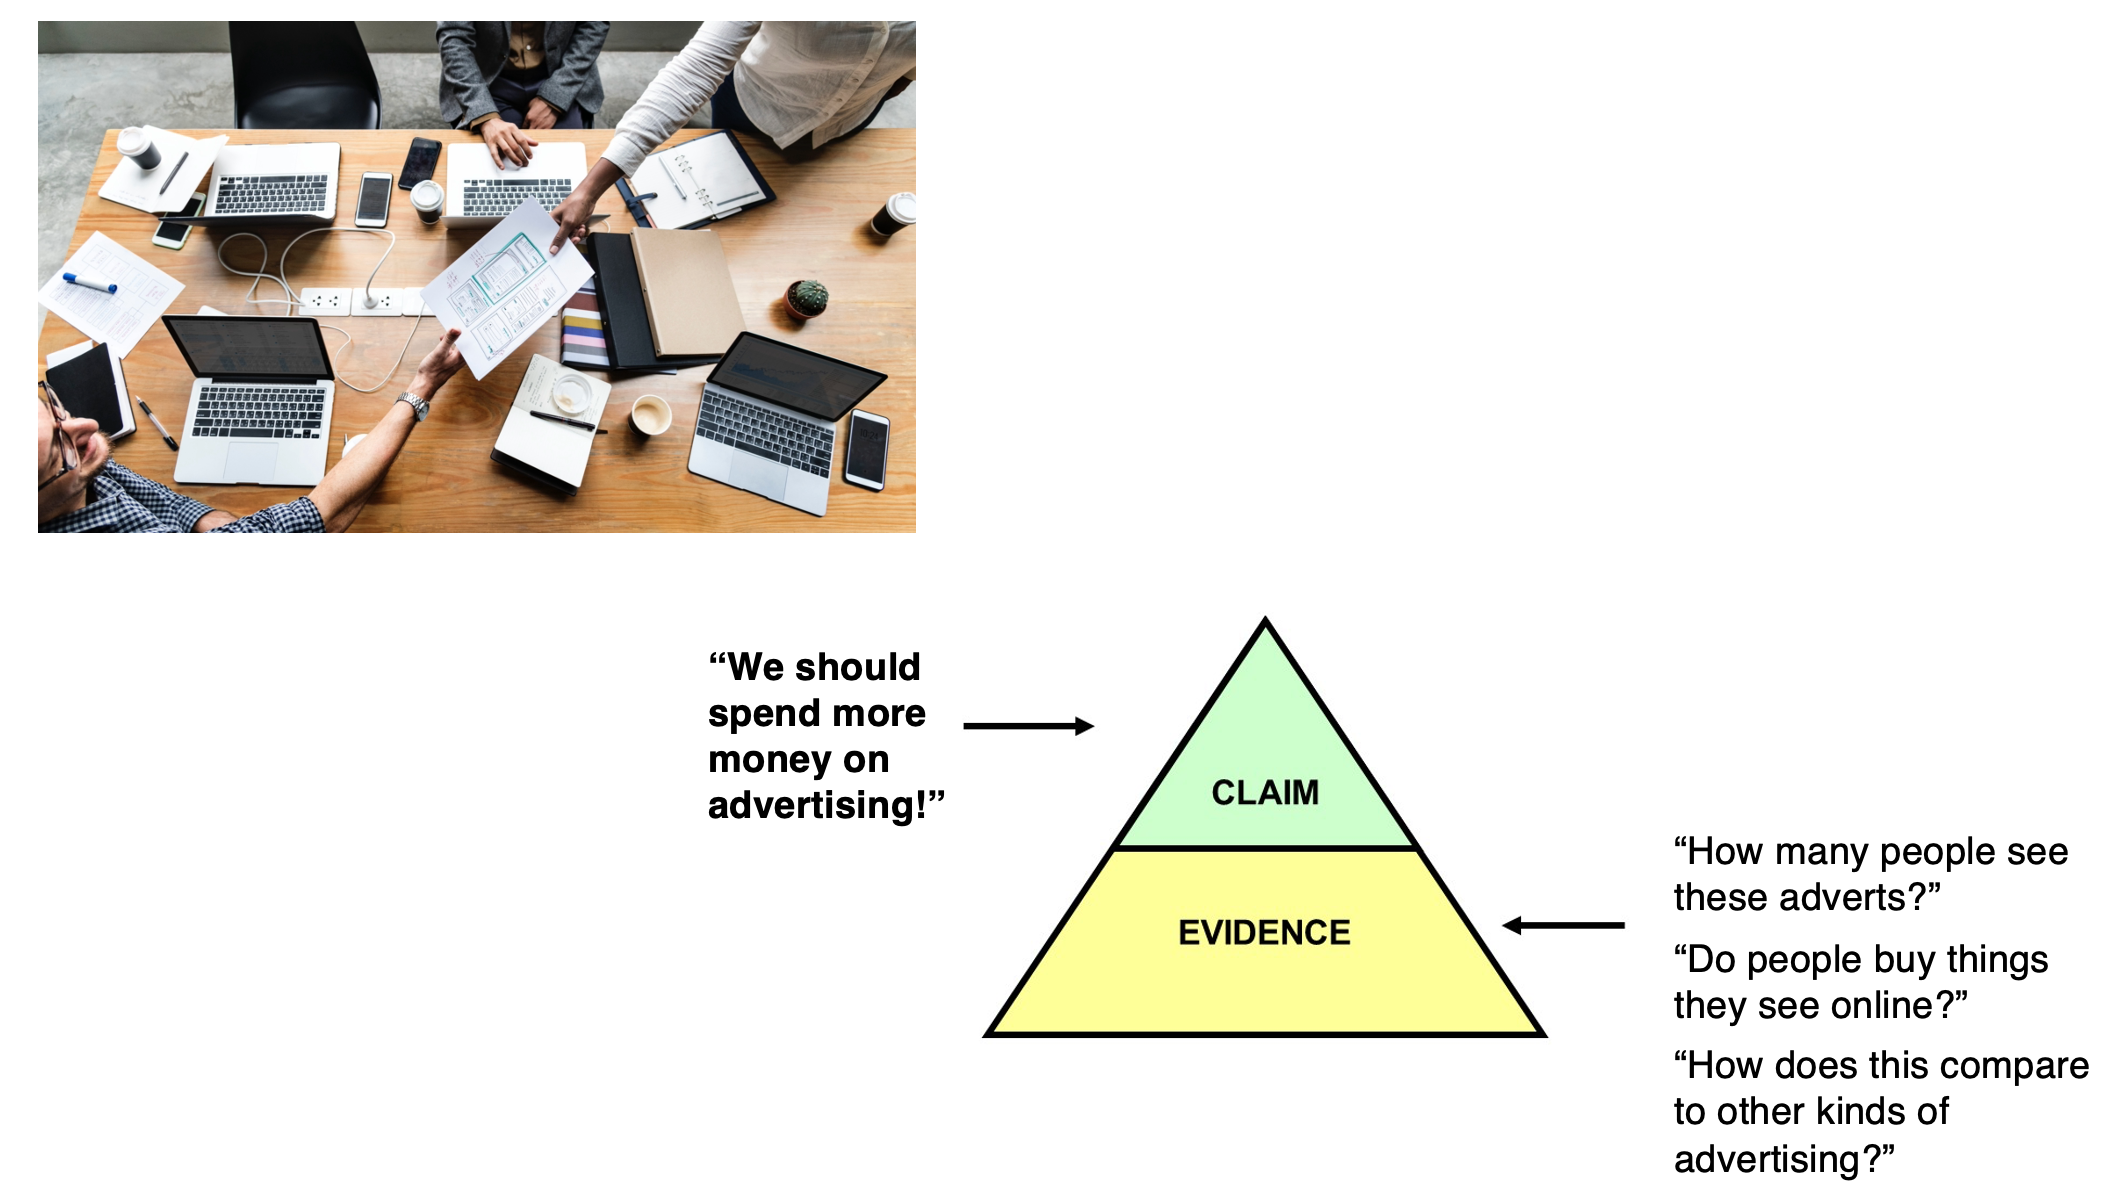 “We should
spend more
money on
advertising!”
CLAIM
EVIDENCE
“How many people see
these adverts?”
“Do people buy things
they see online?”
“How does this compare
to other kinds of
advertising?”